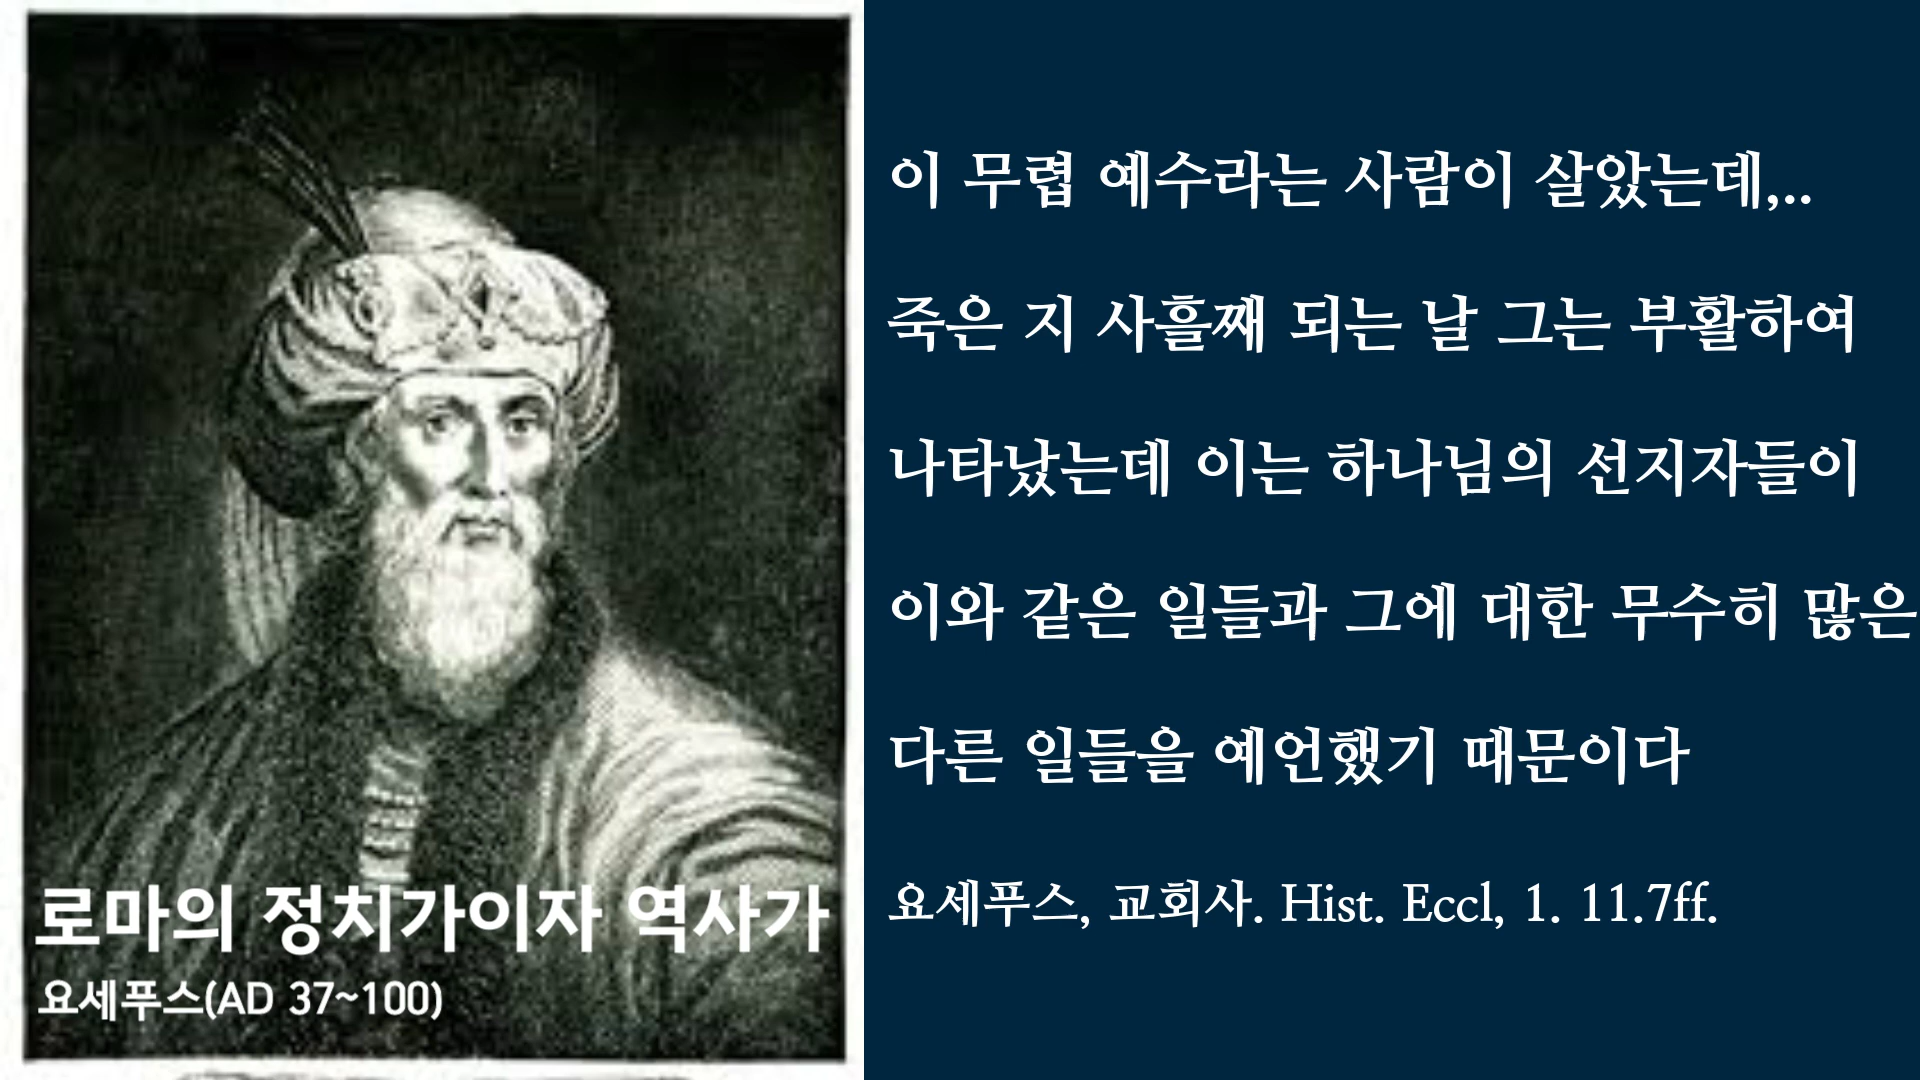 이 무렵 예수라는 사람이 살았는데,..
죽은 지 사흘째 되는 날 그는 부활하여
나타났는데 이는 하나님의 선지자들이
이와 같은 일들과 그에 대한 무수히 많은
다른 일들을 예언했기 때문이다
요세푸스, 교회사. Hist. Eccl, 1. 11.7ff.
로마의 정치가이자 역사가
요세푸스(AD 37~100)